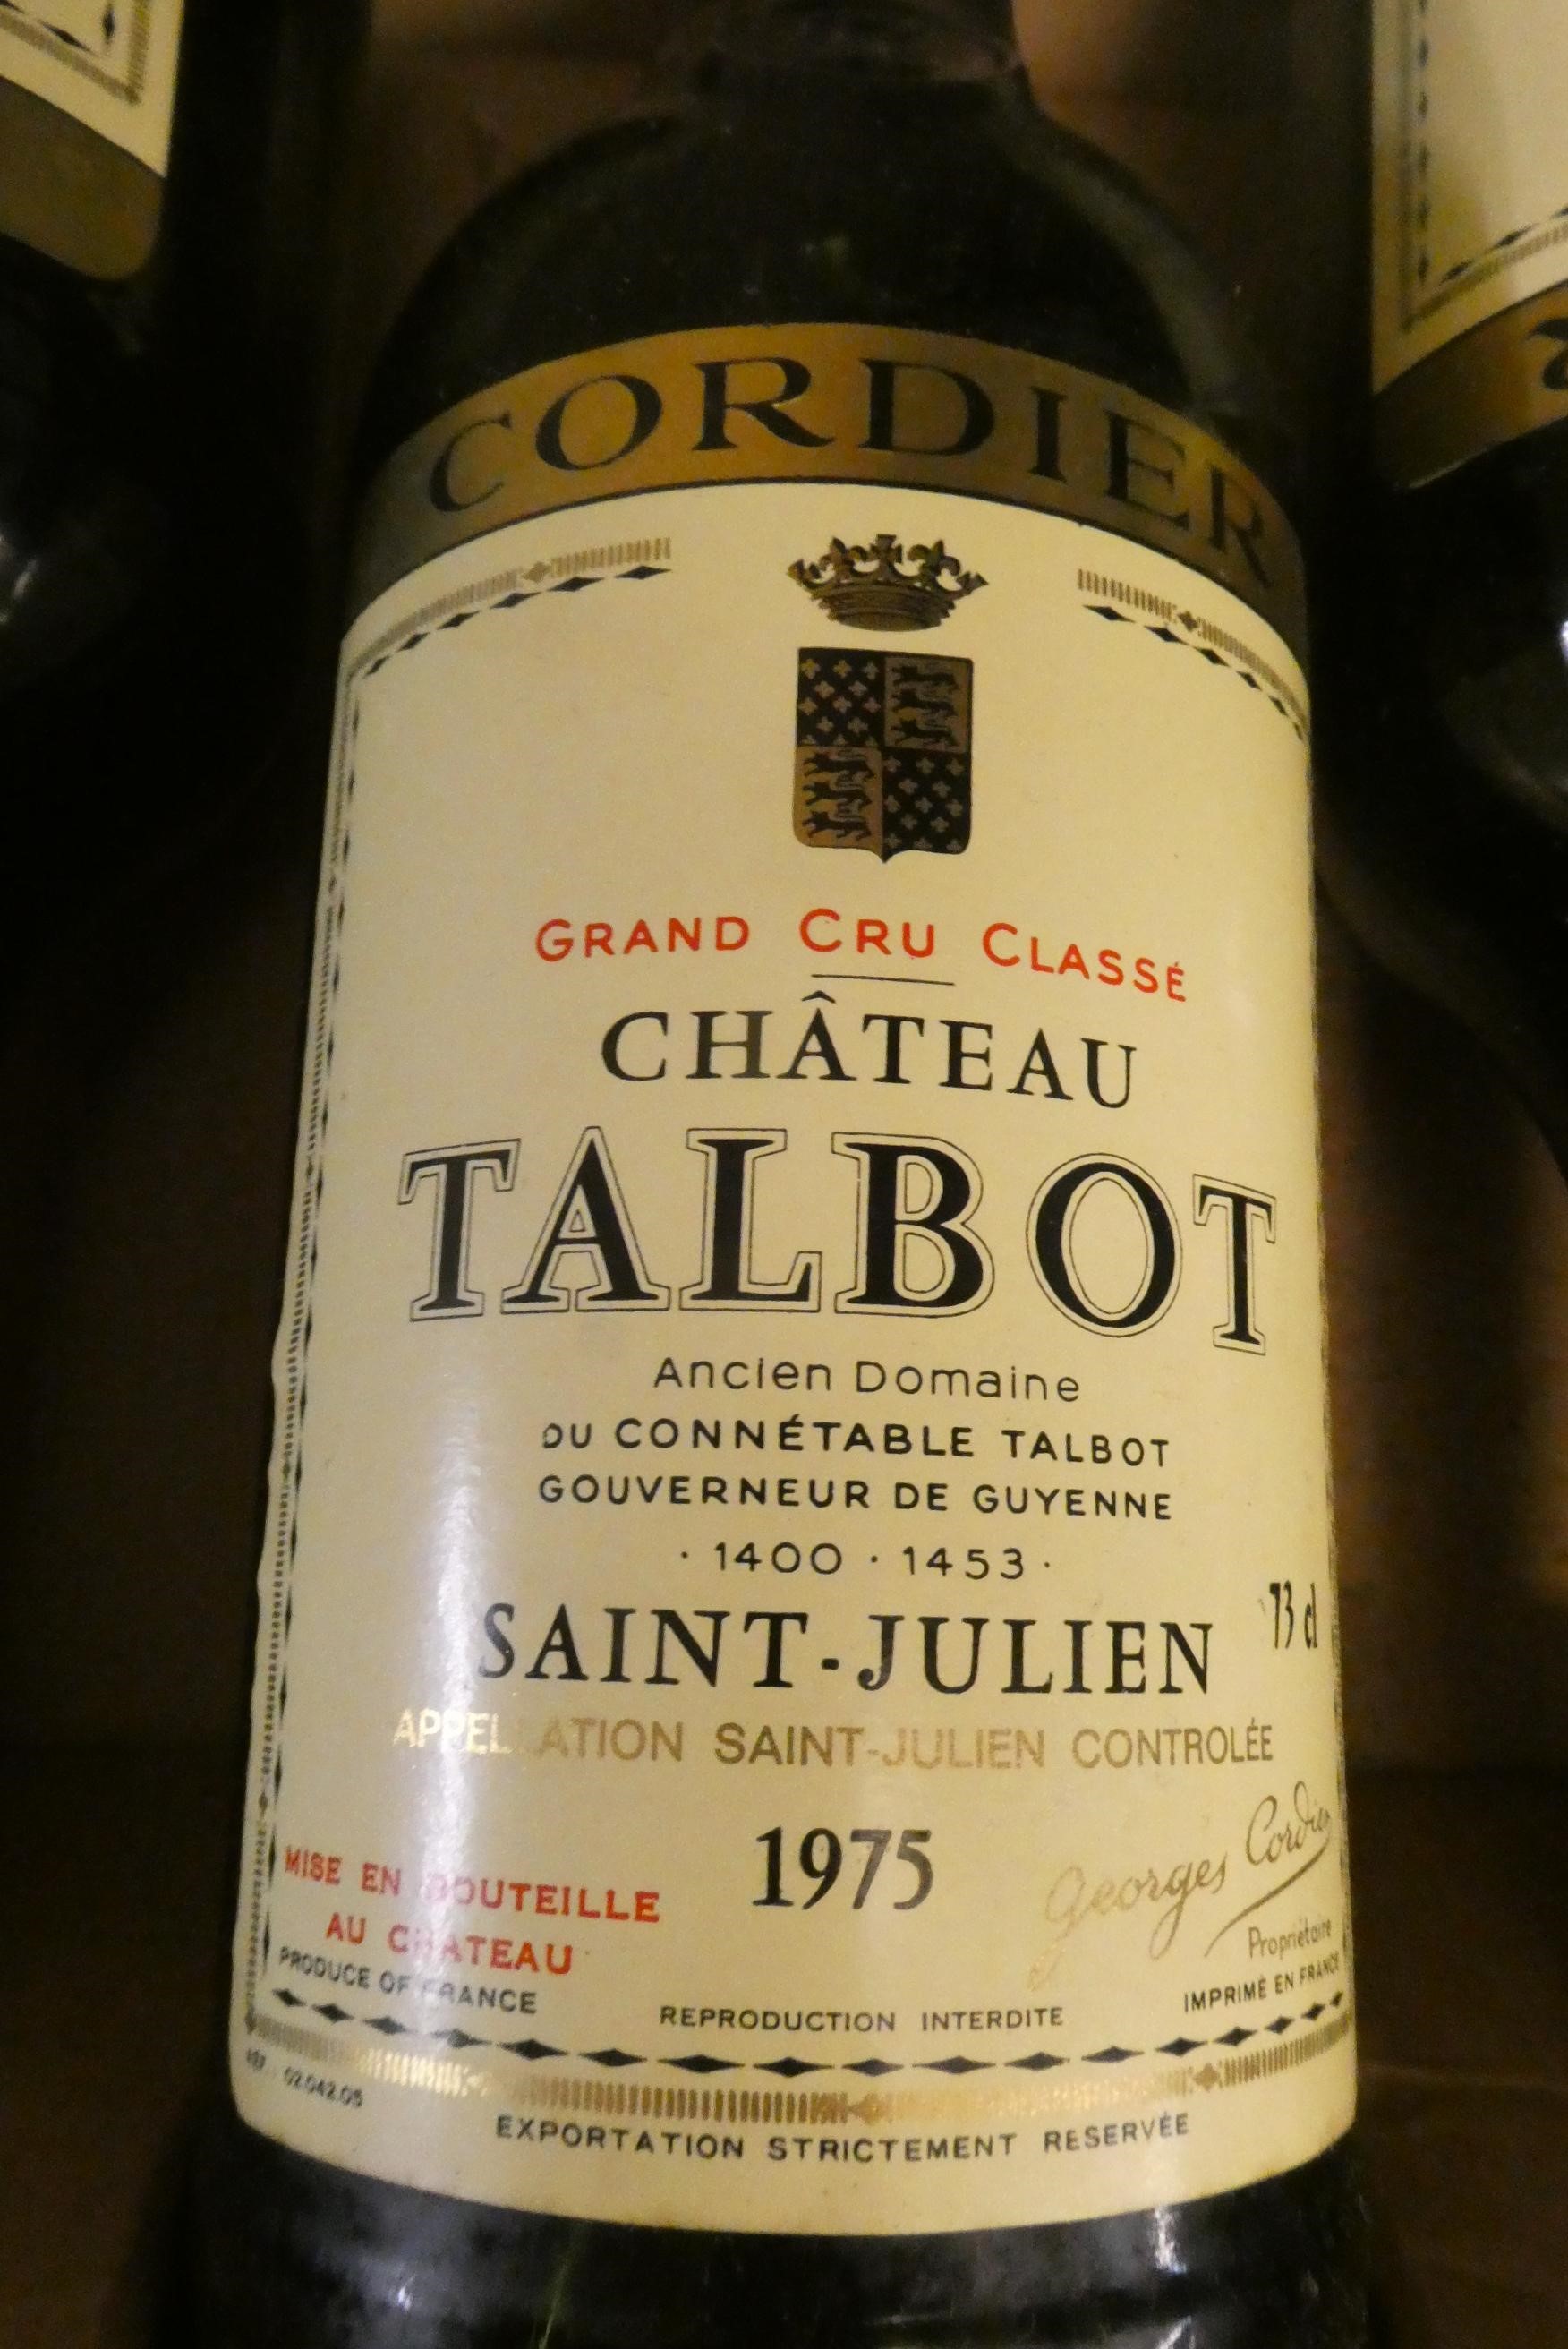 CORDIER
GRAND CRU CLASSÉ
CHÂTEAU
TALBOT
Ancien Domaine
DU CONNÉTABLE TALBOT
GOUVERNEUR DE GUYENNE
· 1400 · 1453 ·
SAINT-JULIEN
73 cl
APPELLATION SAINT-JULIEN CONTROLÉE
1975
MISE EN BOUTEILLE
AU CHATEAU
PRODUCE OF FRANCE
Georges Cordier
Propriétaire
IMPRIMÉ EN FRANCE
REPRODUCTION INTERDITE
02.042.05
EXPORTATION STRICTEMENT RESERVÉE